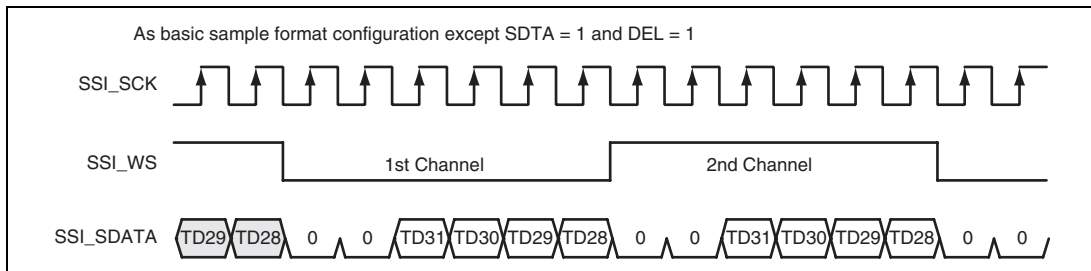 As basic sample format configuration except SDTA = 1 and DEL = 1
SSI_SCK
SSI_WS 1st Channel 2nd Channel
SSI_SDATA TD29 TD28 0 0 TD31 TD30 TD29 TD28 0 0 TD31 TD30 TD29 TD28 0 0